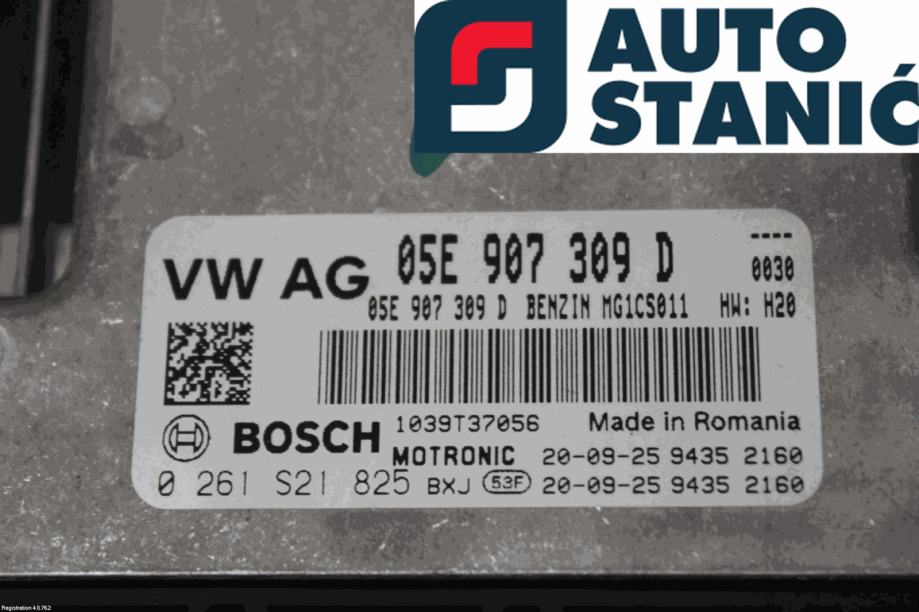 AUTO
STANIĆ
VW AG 05E 907 309 D ----
0030
05E 907 309 D BENZIN MG1CS011 HW: H20
BOSCH 1039T37056 Made in Romania
MOTRONIC 20-09-25 9435 2160
0 261 S21 825 BXJ 53F 20-09-25 9435 2160
Registration 4.0.76.2